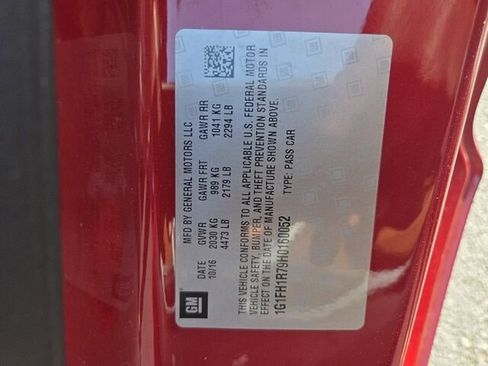 MFD BY GENERAL MOTORS LLC
DATE GVWR GAWR FRT GAWR RR
10/16 2030 KG 989 KG 1041 KG
4473 LB 2179 LB 2294 LB
THIS VEHICLE CONFORMS TO ALL APPLICABLE U.S. FEDERAL MOTOR
VEHICLE SAFETY, BUMPER, AND THEFT PREVENTION STANDARDS IN
EFFECT ON THE DATE OF MANUFACTURE SHOWN ABOVE.
1G1FH1R79H0160052 TYPE: PASS CAR
GM